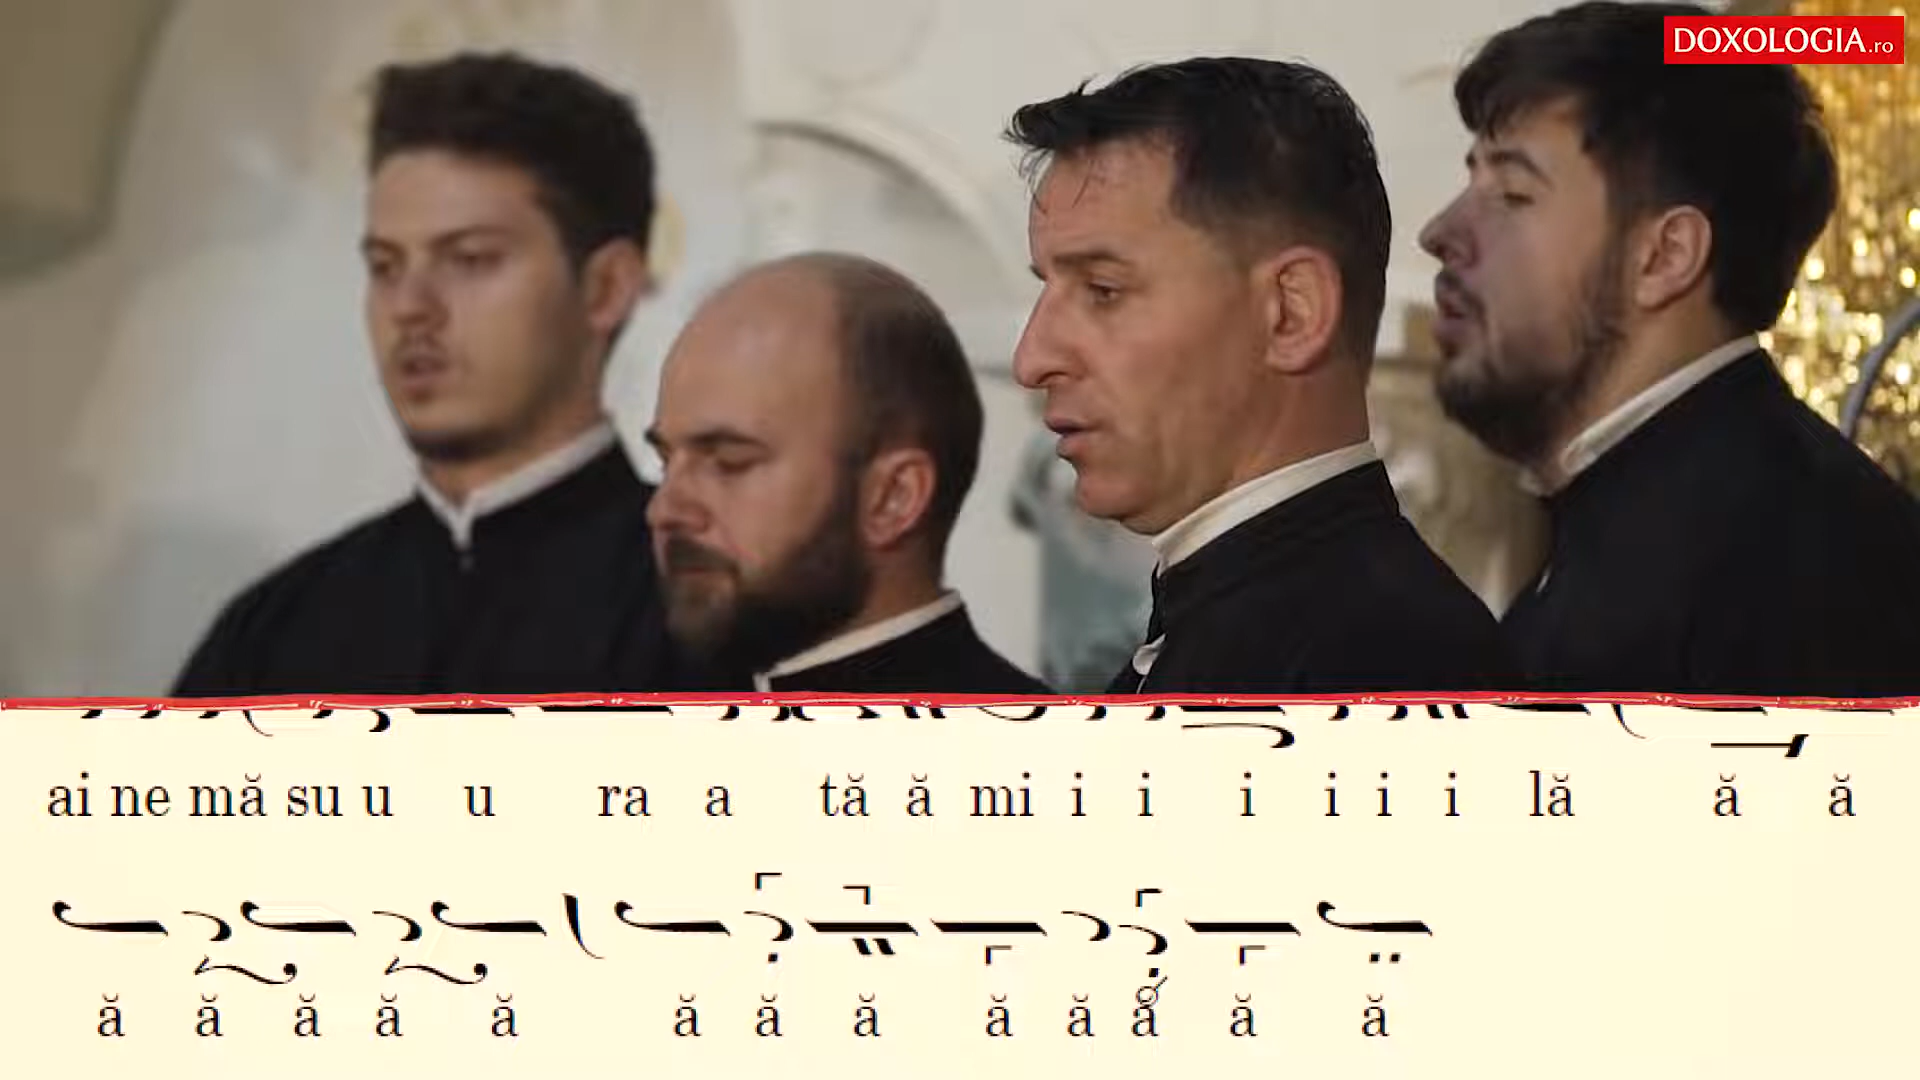 DOXOLOGIA.ro
ai ne mă su u u ra a tă ă mi i i i i i i lă ă ă
ă ă ă ă ă ă ă ă ă ă ă ă ă